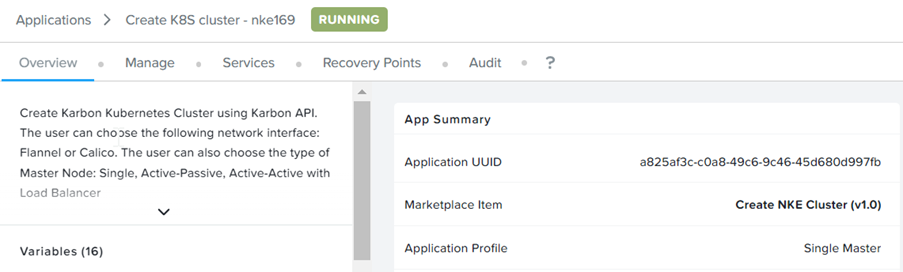 Applications > Create K8S cluster - nke169 RUNNING
Overview Manage Services Recovery Points Audit ?
Create Karbon Kubernetes Cluster using Karbon API.
The user can choose the following network interface:
Flannel or Calico. The user can also choose the type of
Master Node: Single, Active-Passive, Active-Active with
Load Balancer
Variables (16)
App Summary
Application UUID a825af3c-c0a8-49c6-9c46-45d680d997fb
Marketplace Item Create NKE Cluster (v1.0)
Application Profile Single Master